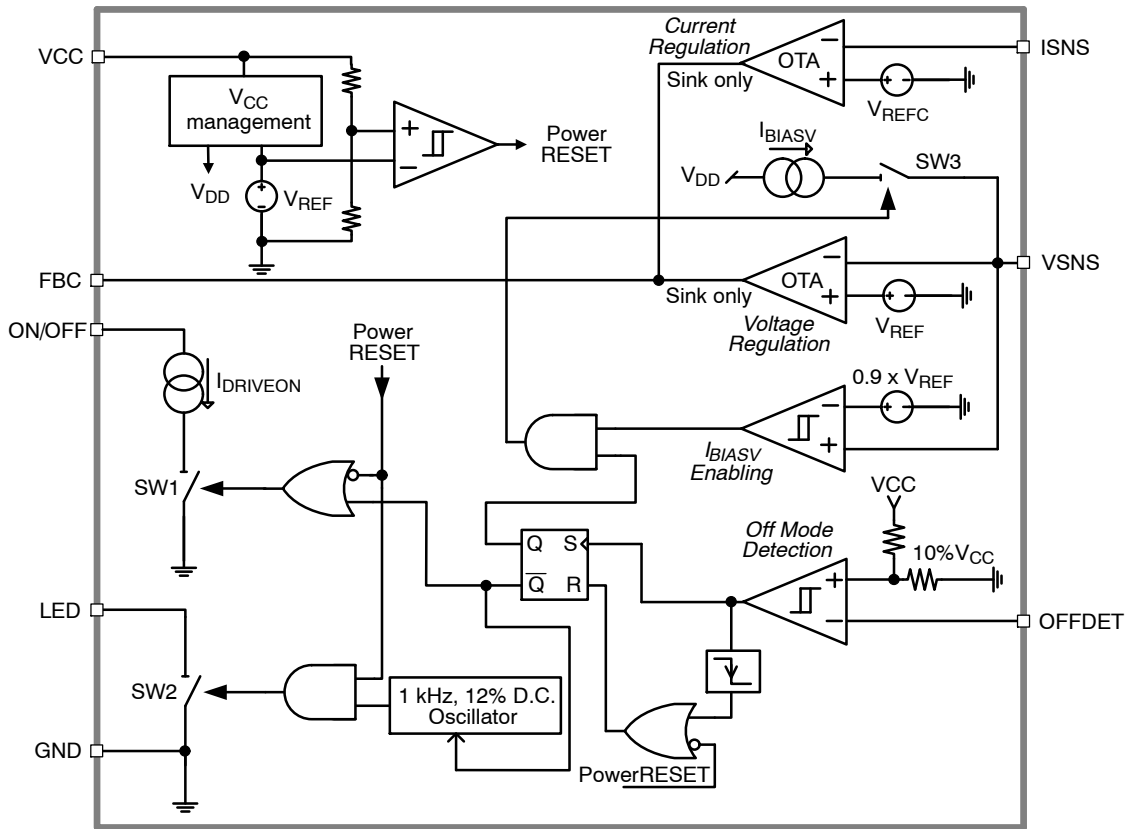 VCC
VCC
management
VDD
VREF
+
−
+
-
Power
RESET
Current
Regulation
Sink only
OTA
−
+
VREFC
ISNS
IBIASV
VDD
SW3
FBC
Sink only
OTA
−
+
VREF
Voltage
Regulation
VSNS
ON/OFF
IDRIVEON
Power
RESET
0.9 x VREF
−
+
IBIASV
Enabling
SW1
Q
S
Q
R
Off Mode
Detection
VCC
10%VCC
+
−
OFFDET
LED
SW2
1 kHz, 12% D.C.
Oscillator
PowerRESET
GND